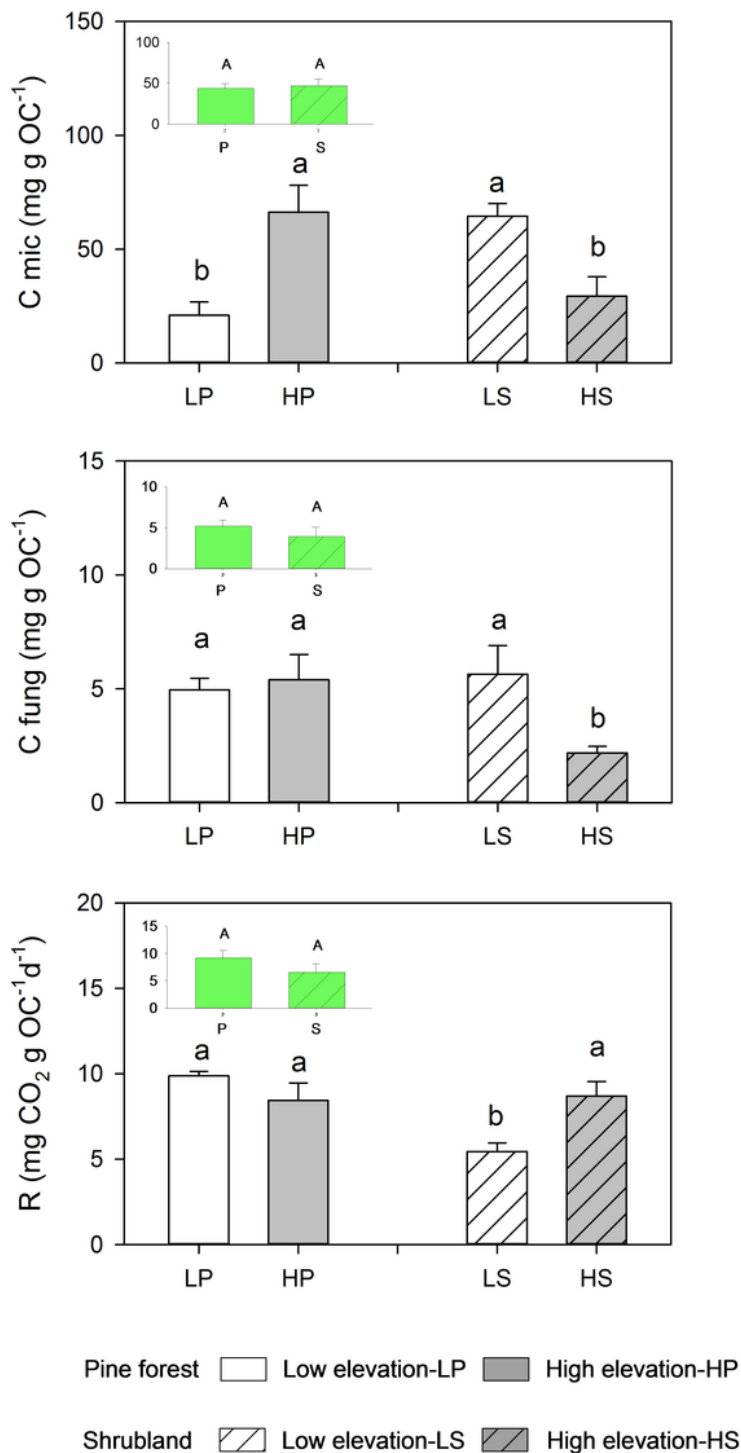 150
100
50
0
C mic (mg g OC⁻¹)
100
50
0
A A
P S
b a a b
LP HP LS HS
15
10
5
0
C fung (mg g OC⁻¹)
10
5
0
A A
P S
a a a b
LP HP LS HS
20
15
10
5
0
R (mg CO₂ g OC⁻¹d⁻¹)
15
10
5
0
A A
P S
a a b a
LP HP LS HS
Pine forest Low elevation-LP High elevation-HP
Shrubland Low elevation-LS High elevation-HS